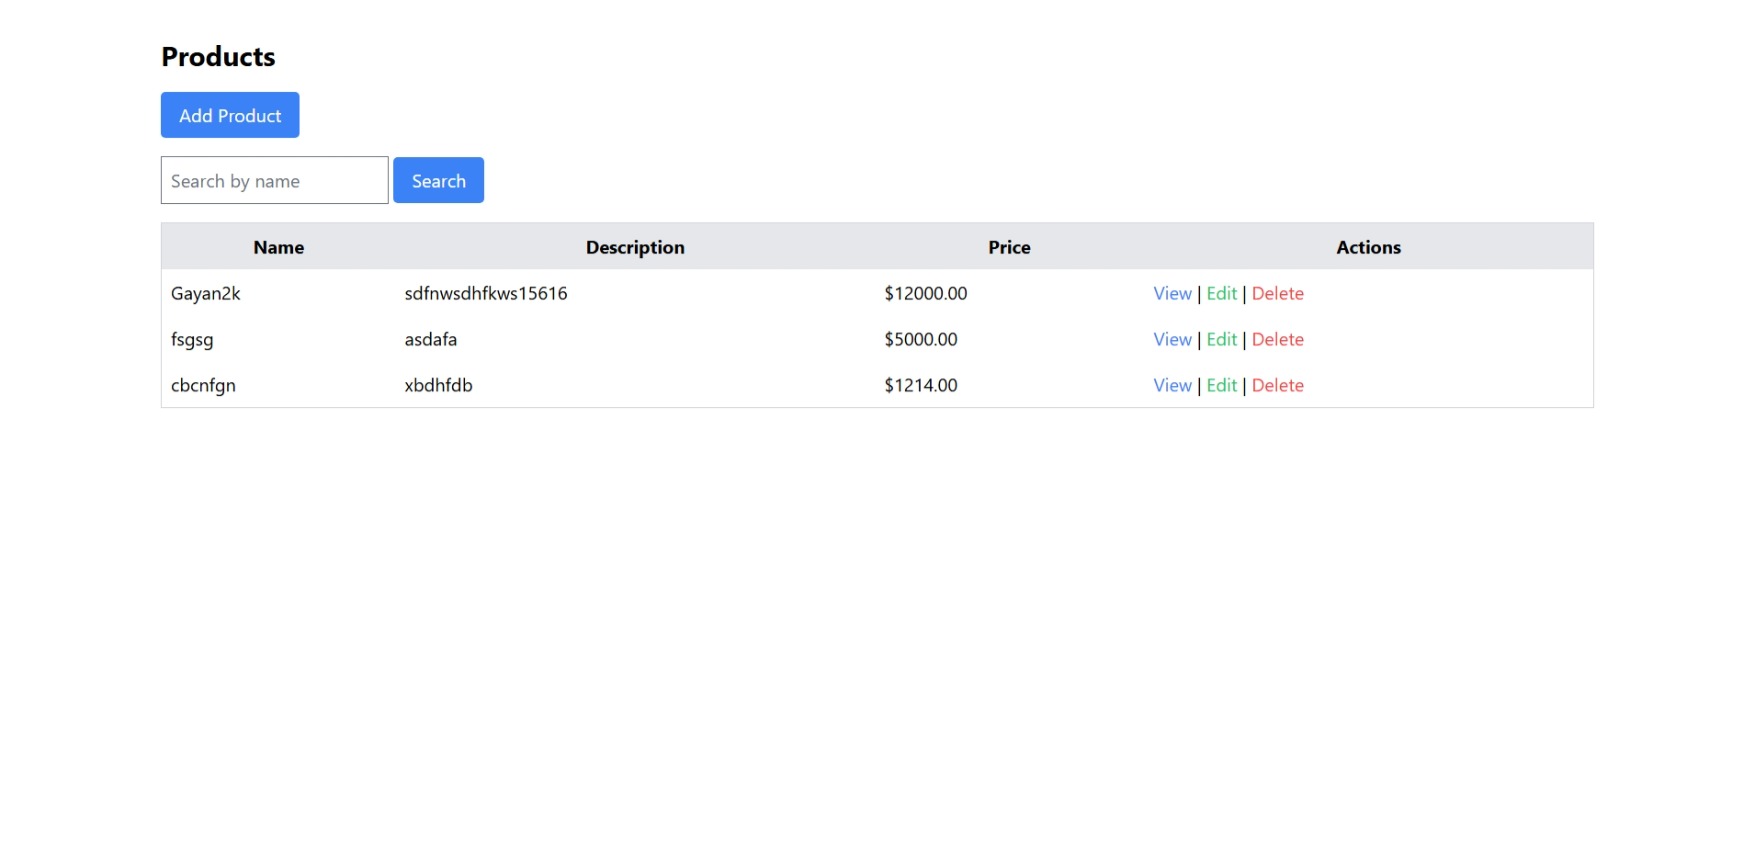 Products
Add Product
Search by name Search
Name Description Price Actions
Gayan2k sdfnwsdhfkws15616 $12000.00 View | Edit | Delete
fsgsg asdafa $5000.00 View | Edit | Delete
cbcnfgn xbdhfdb $1214.00 View | Edit | Delete